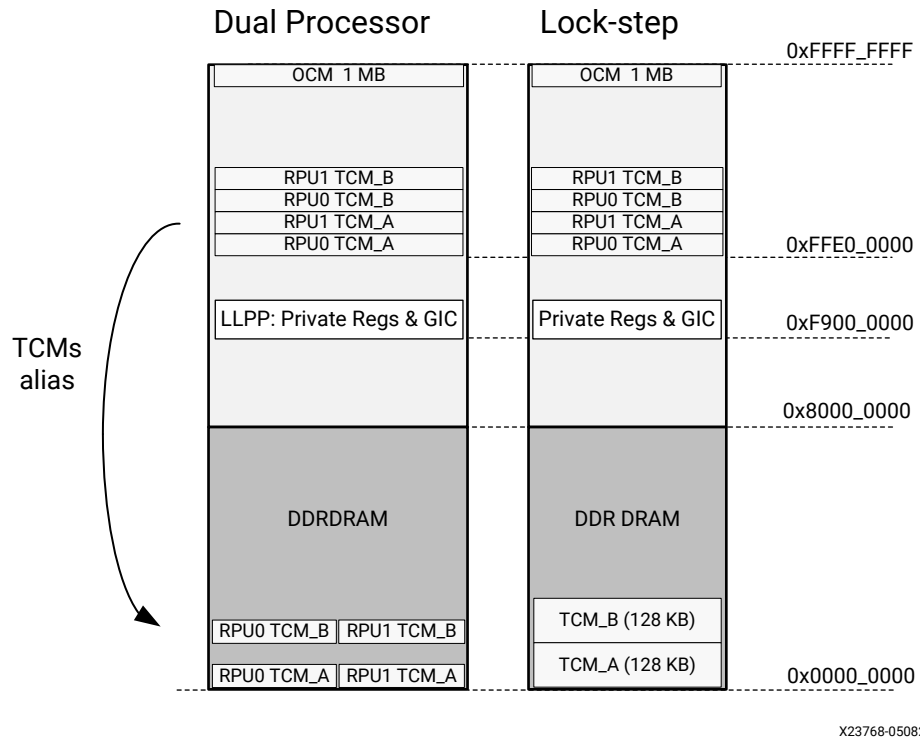 Dual Processor
Lock-step
0xFFFF_FFFF
OCM 1 MB
OCM 1 MB
RPU1 TCM_B
RPU0 TCM_B
RPU1 TCM_A
RPU0 TCM_A
RPU1 TCM_B
RPU0 TCM_B
RPU1 TCM_A
RPU0 TCM_A
0xFFE0_0000
LLPP: Private Regs & GIC
Private Regs & GIC
0xF900_0000
TCMs
alias
0x8000_0000
DDRDRAM
DDR DRAM
RPU0 TCM_B
RPU1 TCM_B
TCM_B (128 KB)
RPU0 TCM_A
RPU1 TCM_A
TCM_A (128 KB)
0x0000_0000